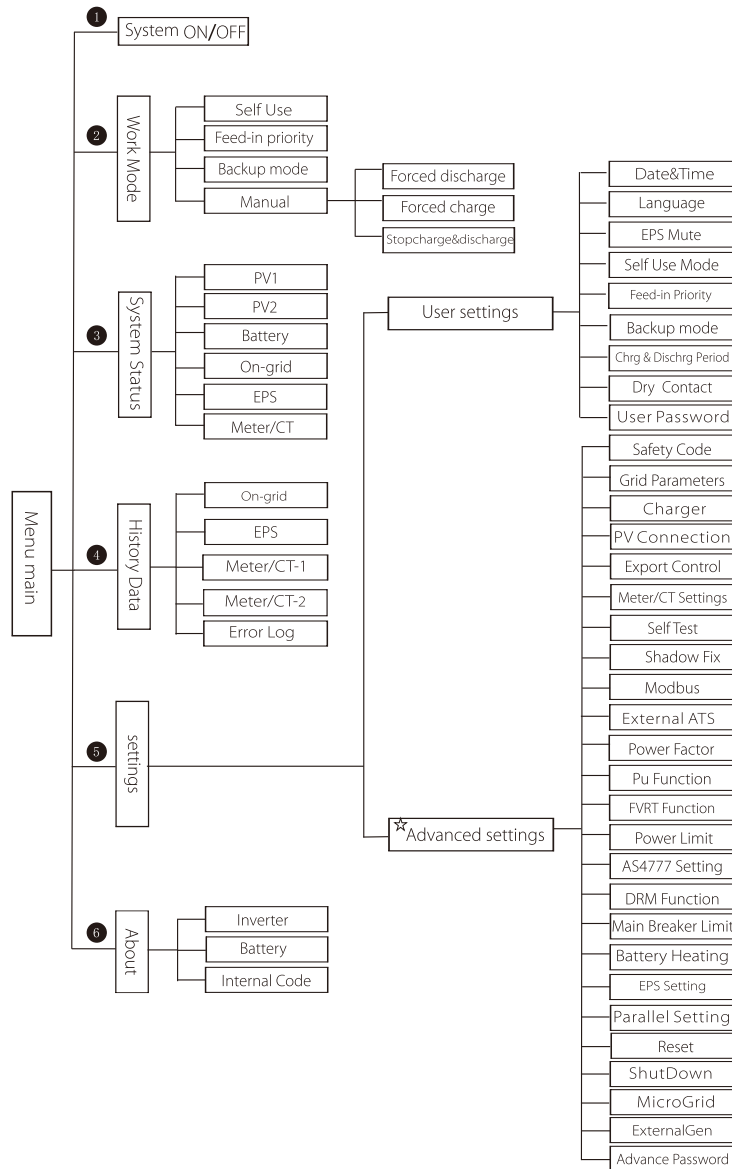 Menu main
1
System ON/OFF
2
Work Mode
Self Use
Feed-in priority
Backup mode
Manual
Forced discharge
Forced charge
Stopcharge&discharge
3
System Status
PV1
PV2
Battery
On-grid
EPS
Meter/CT
4
History Data
On-grid
EPS
Meter/CT-1
Meter/CT-2
Error Log
5
settings
User settings
Date&Time
Language
EPS Mute
Self Use Mode
Feed-in Priority
Backup mode
Chrg & Dischrg Period
Dry Contact
User Password
☆Advanced settings
Safety Code
Grid Parameters
Charger
PV Connection
Export Control
Meter/CT Settings
Self Test
Shadow Fix
Modbus
External ATS
Power Factor
Pu Function
FVRT Function
Power Limit
AS4777 Setting
DRM Function
Main Breaker Limit
Battery Heating
EPS Setting
Parallel Setting
Reset
ShutDown
MicroGrid
ExternalGen
Advance Password
6
About
Inverter
Battery
Internal Code